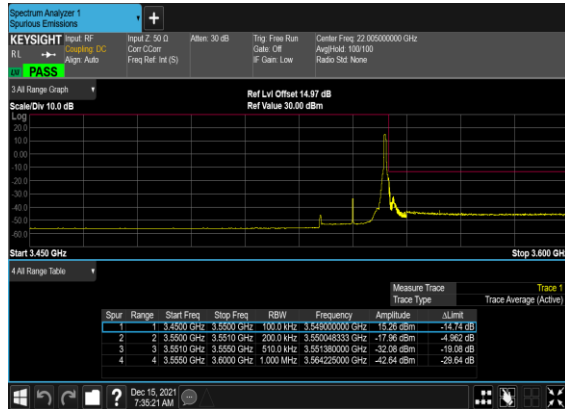 Spectrum Analyzer 1
Spurious Emissions
+
KEYSIGHT Input: RF Input Z: 50 Ω Atten: 30 dB Trig: Free Run Center Freq: 22.005000000 GHz
RL Coupling: DC Corr CCorr Gate: Off Avg|Hold: 100/100
Align: Auto Freq Ref: Int (S) IF Gain: Low Radio Std: None
PASS
3 All Range Graph
Ref Lvl Offset 14.97 dB
Scale/Div 10.0 dB Ref Value 30.00 dBm
Log
20.0
10.0
0.00
-10.0
-20.0
-30.0
-40.0
-50.0
-60.0
Start 3.450 GHz Stop 3.600 GHz
4 All Range Table
Measure Trace Trace 1
Trace Type Trace Average (Active)
Spur Range Start Freq Stop Freq RBW Frequency Amplitude ΔLimit
1 1 3.4500 GHz 3.5500 GHz 100.0 kHz 3.549000000 GHz 15.26 dBm -14.74 dB
2 2 3.5500 GHz 3.5510 GHz 200.0 kHz 3.550048333 GHz -17.96 dBm -4.962 dB
3 3 3.5510 GHz 3.5550 GHz 510.0 kHz 3.551380000 GHz -32.08 dBm -19.08 dB
4 4 3.5550 GHz 3.6000 GHz 1.000 MHz 3.564225000 GHz -42.64 dBm -29.64 dB
? Dec 15, 2021
7:35:21 AM